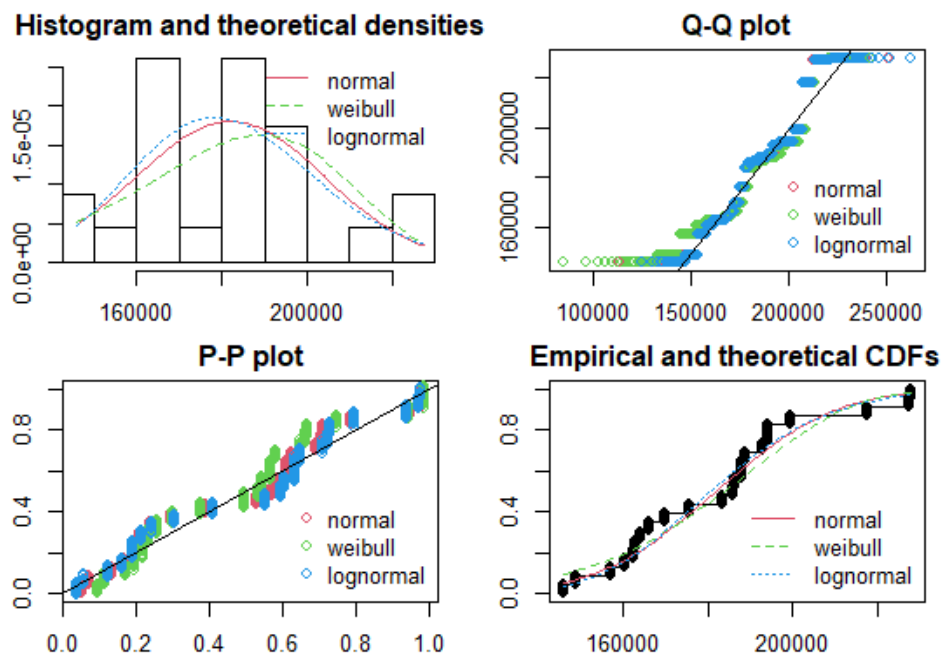 Histogram and theoretical densities
0.0e+00 1.5e-05
normal
weibull
lognormal
160000 200000
Q-Q plot
160000 200000
normal
weibull
lognormal
100000 150000 200000 250000
P-P plot
0.0 0.4 0.8
normal
weibull
lognormal
0.0 0.2 0.4 0.6 0.8 1.0
Empirical and theoretical CDFs
0.0 0.4 0.8
normal
weibull
lognormal
160000 200000